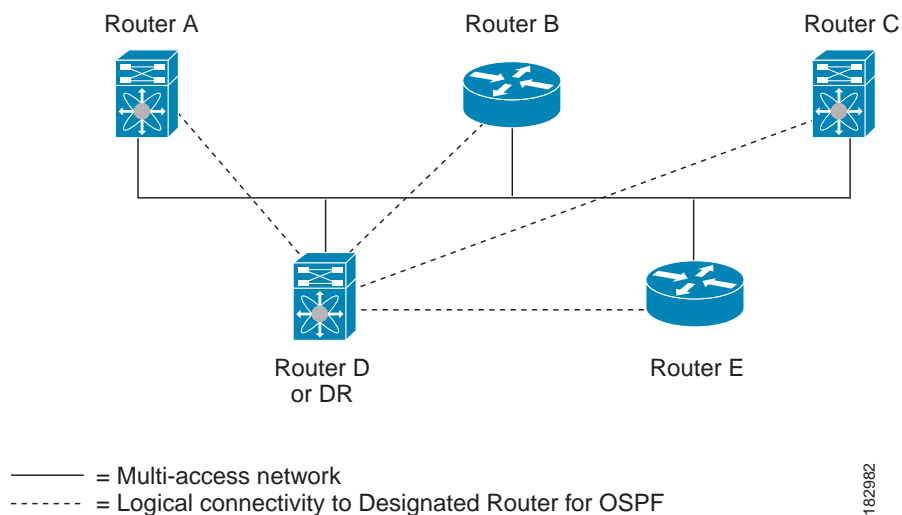 Router A
Router B
Router C
Router D
or DR
Router E
= Multi-access network
= Logical connectivity to Designated Router for OSPF
182982